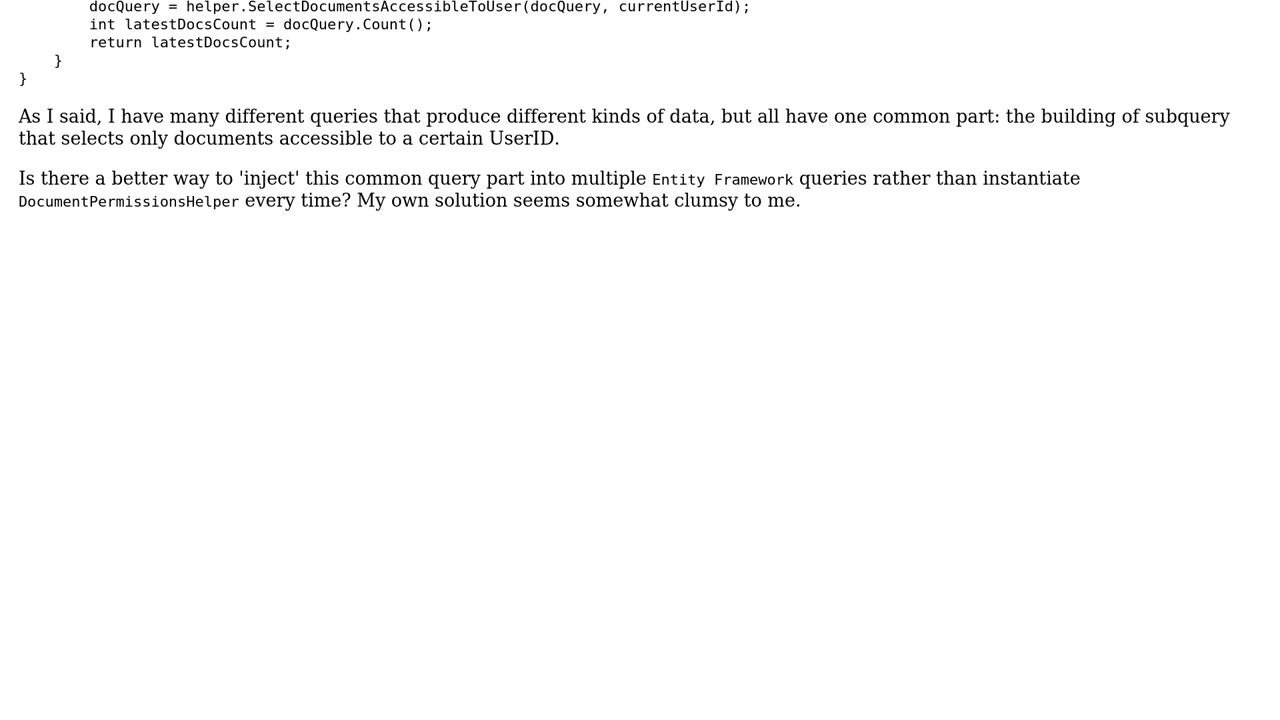 docQuery = helper.SelectDocumentsAccessibleToUser(docQuery, currentUserId);
int latestDocsCount = docQuery.Count();
return latestDocsCount;
}
}
As I said, I have many different queries that produce different kinds of data, but all have one common part: the building of subquery
that selects only documents accessible to a certain UserID.
Is there a better way to 'inject' this common query part into multiple Entity Framework queries rather than instantiate
DocumentPermissionsHelper every time? My own solution seems somewhat clumsy to me.